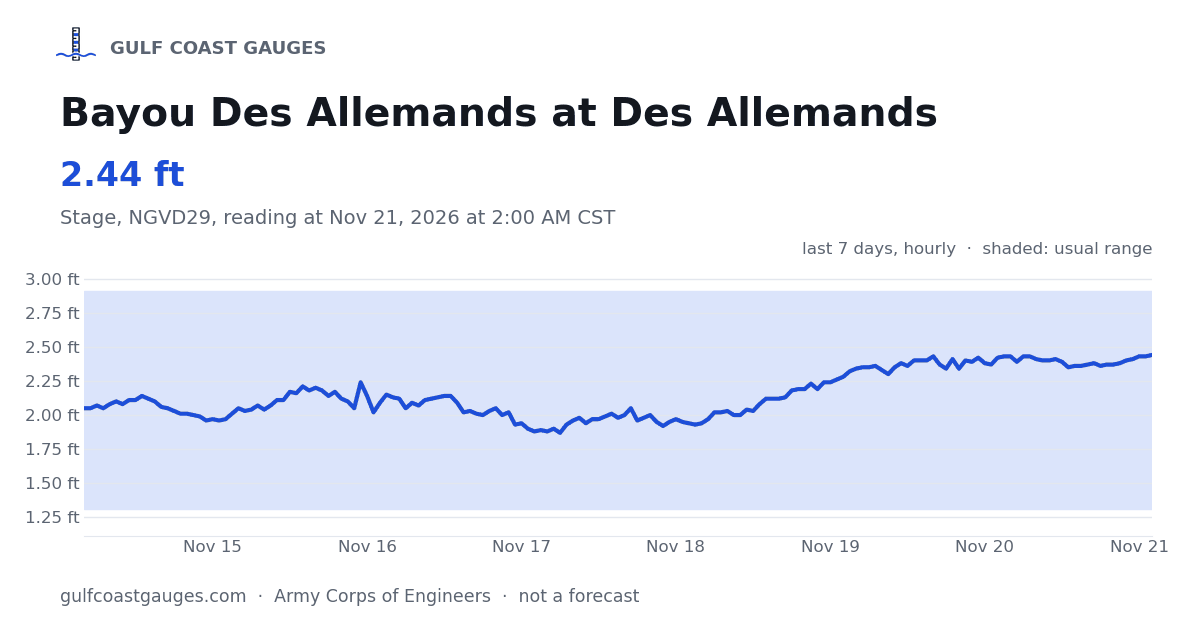 GULF COAST GAUGES
Bayou Des Allemands at Des Allemands
2.44 ft
Stage, NGVD29, reading at Nov 21, 2026 at 2:00 AM CST
last 7 days, hourly · shaded: usual range
3.00 ft
2.75 ft
2.50 ft
2.25 ft
2.00 ft
1.75 ft
1.50 ft
1.25 ft
Nov 15 Nov 16 Nov 17 Nov 18 Nov 19 Nov 20 Nov 21
gulfcoastgauges.com · Army Corps of Engineers · not a forecast